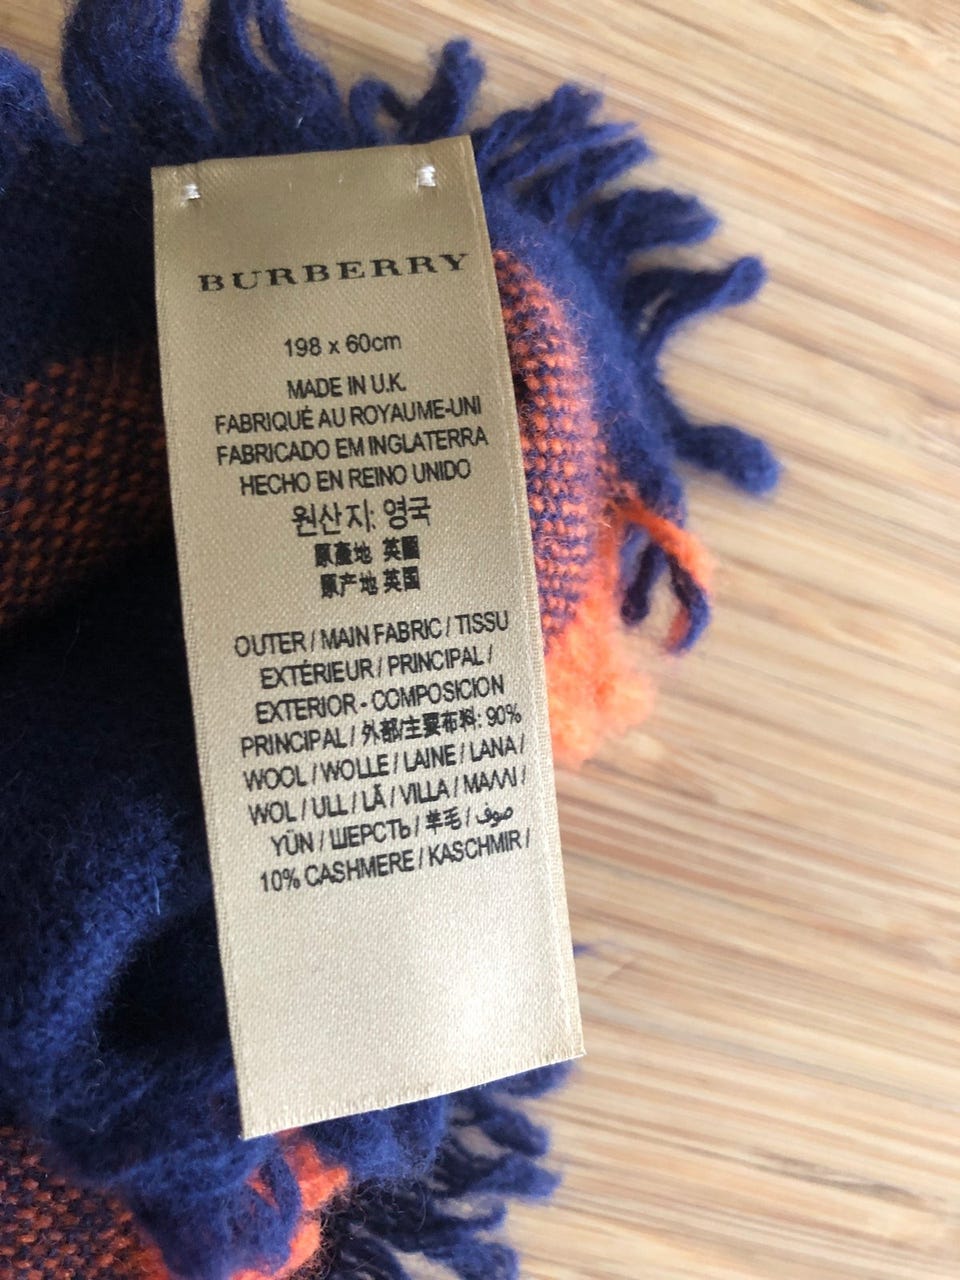 BURBERRY
198 x 60cm
MADE IN U.K.
FABRIQUÉ AU ROYAUME-UNI
FABRICADO EM INGLATERRA
HECHO EN REINO UNIDO
원산지: 영국
原產地 英國
原产地 英国
OUTER / MAIN FABRIC / TISSU
EXTÉRIEUR / PRINCIPAL /
EXTERIOR - COMPOSICION
PRINCIPAL / 外部/主要布料: 90%
WOOL / WOLLE / LAINE / LANA /
WOL / ULL / LÃ / VILLA / ΜΑΛΛΙ /
YÜN / ШЕРСТЬ / 羊毛 / صوف /
10% CASHMERE / KASCHMIR /